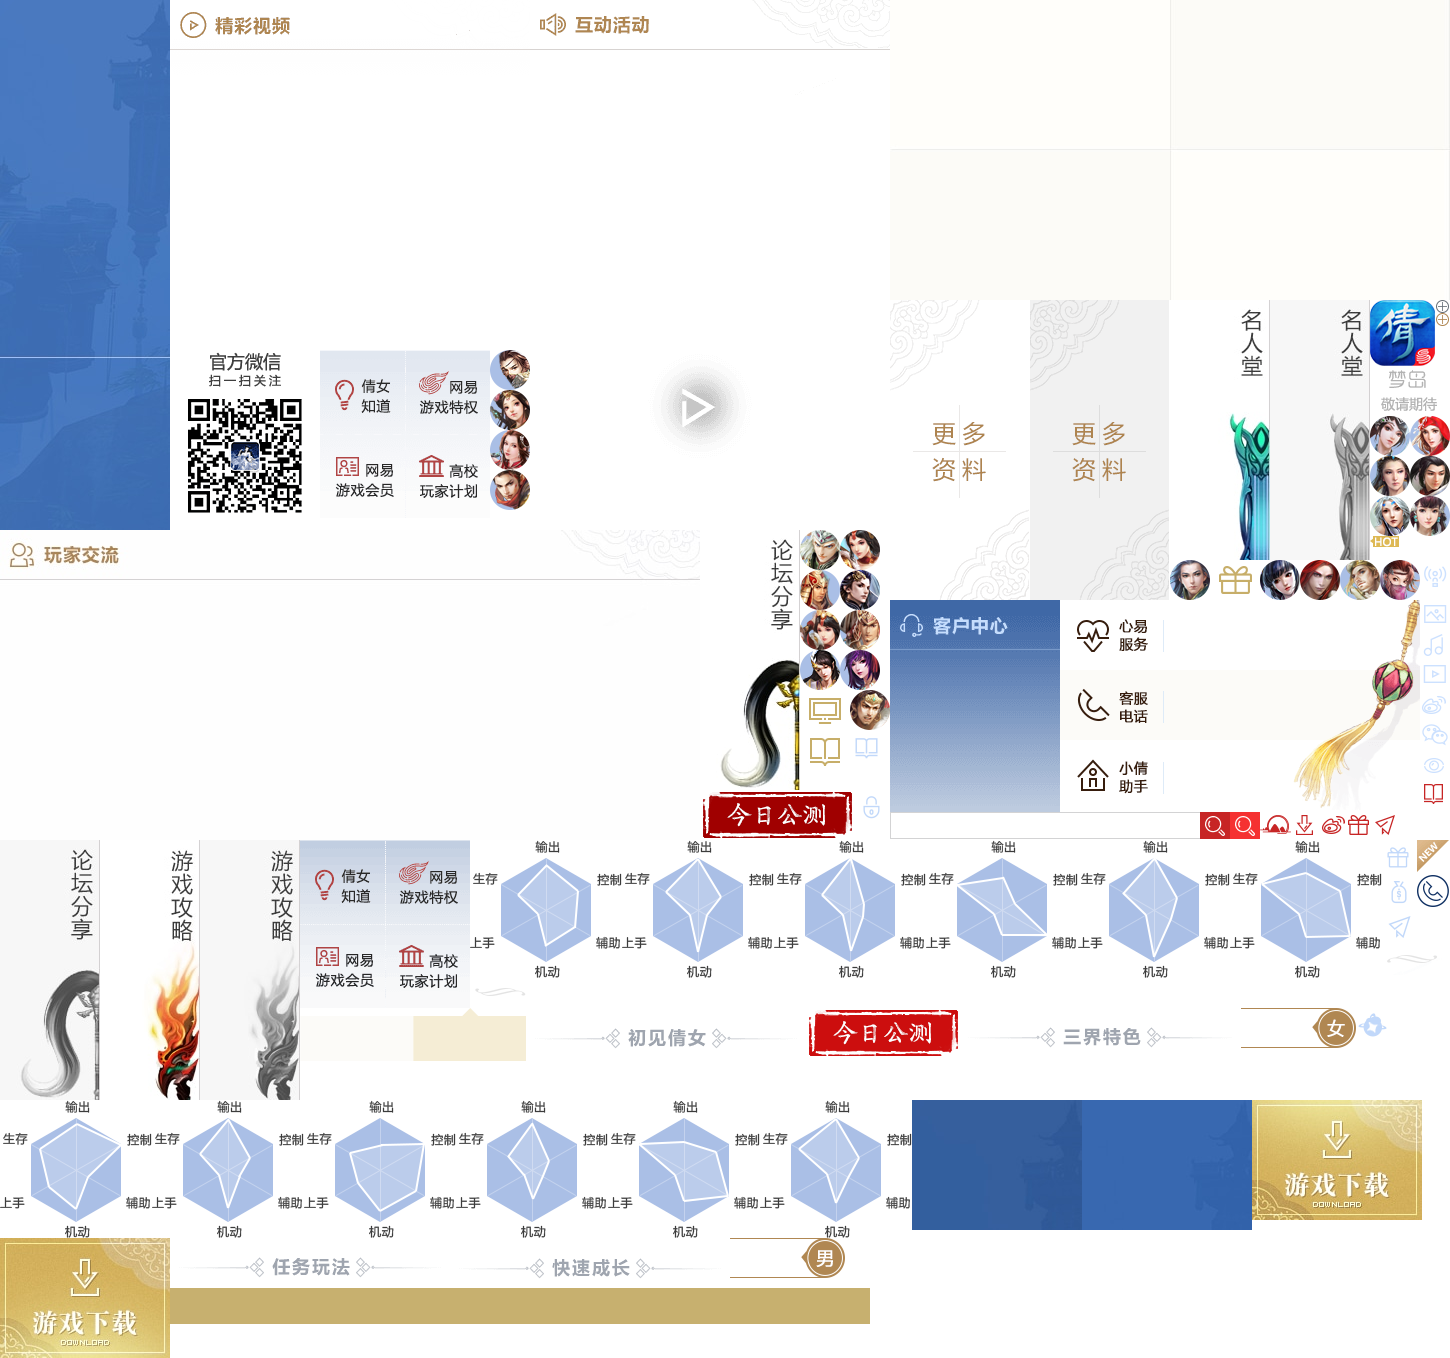 精彩视频
互动活动
官方微信
扫一扫关注
倩女
知道
网易
游戏特权
网易
游戏会员
高校
玩家计划
更多
资料
更多
资料
名人堂
名人堂
倩
梦岛
敬请期待
HOT
玩家交流
论坛分享
今日公测
客户中心
心易
服务
客服
电话
小倩
助手
论坛分享
游戏攻略
游戏攻略
倩女
知道
网易
游戏特权
网易
游戏会员
高校
玩家计划
输出
生存
控制
上手
辅助
机动
输出
生存
控制
上手
辅助
机动
输出
生存
控制
上手
辅助
机动
输出
生存
控制
上手
辅助
机动
输出
生存
控制
上手
辅助
机动
输出
生存
控制
上手
辅助
机动
NEW
初见倩女
今日公测
三界特色
女
输出
生存
控制
上手
辅助
机动
输出
生存
控制
上手
辅助
机动
输出
生存
控制
上手
辅助
机动
输出
生存
控制
上手
辅助
机动
输出
生存
控制
上手
辅助
机动
输出
生存
控制
上手
辅助
机动
游戏下载
DOWNLOAD
游戏下载
DOWNLOAD
任务玩法
快速成长
男